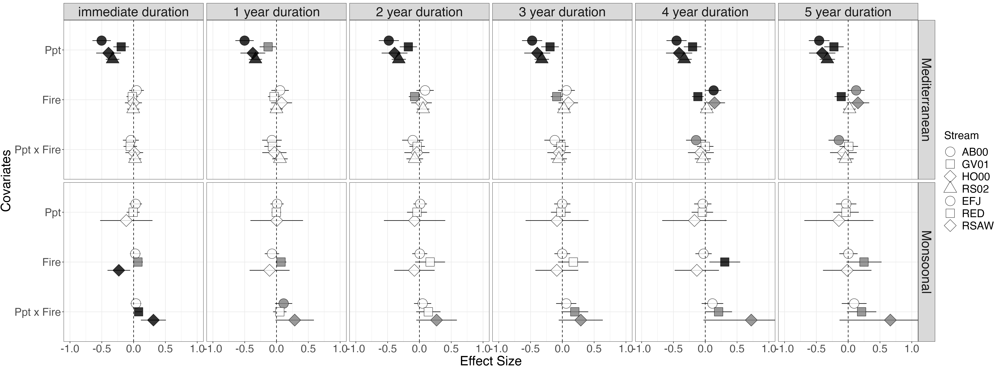 immediate duration
1 year duration
2 year duration
3 year duration
4 year duration
5 year duration
Covariates
Ppt
Fire
Ppt x Fire
Mediterranean
Ppt
Fire
Ppt x Fire
Monsoonal
-1.0 -0.5 0.0 0.5 1.0
-1.0 -0.5 0.0 0.5 1.0
-1.0 -0.5 0.0 0.5 1.0
-1.0 -0.5 0.0 0.5 1.0
-1.0 -0.5 0.0 0.5 1.0
-1.0 -0.5 0.0 0.5 1.0
Effect Size
Stream
AB00
GV01
HO00
RS02
EFJ
RED
RSAW